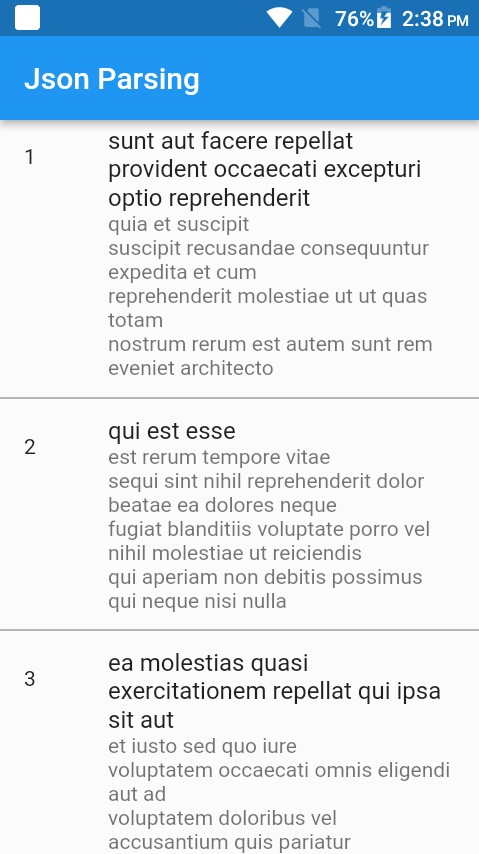 76% 2:38 PM
Json Parsing
1
sunt aut facere repellat
provident occaecati excepturi
optio reprehenderit
quia et suscipit
suscipit recusandae consequuntur
expedita et cum
reprehenderit molestiae ut ut quas
totam
nostrum rerum est autem sunt rem
eveniet architecto
2
qui est esse
est rerum tempore vitae
sequi sint nihil reprehenderit dolor
beatae ea dolores neque
fugiat blanditiis voluptate porro vel
nihil molestiae ut reiciendis
qui aperiam non debitis possimus
qui neque nisi nulla
3
ea molestias quasi
exercitationem repellat qui ipsa
sit aut
et iusto sed quo iure
voluptatem occaecati omnis eligendi
aut ad
voluptatem doloribus vel
accusantium quis pariatur